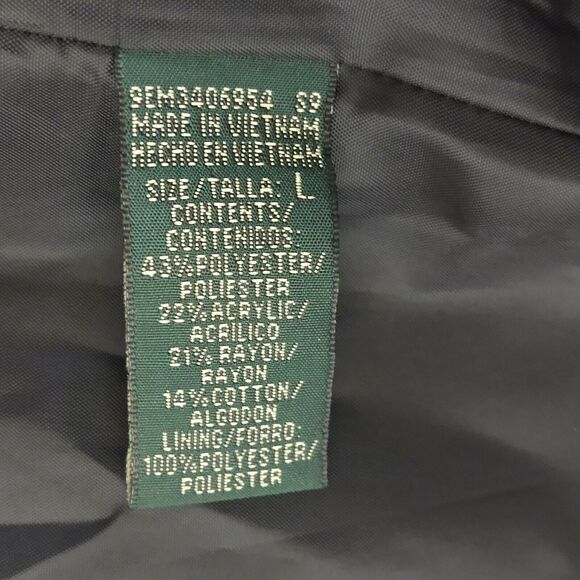 9EM3406954 S9
MADE IN VIETNAM
HECHO EN VIETNAM
SIZE/TALLA: L
CONTENTS/
CONTENIDOS:
43%POLYESTER/
POLIESTER
22% ACRYLIC/
ACRILICO
21% RAYON/
RAYON
14%COTTON/
ALGODON
LINING/FORRO:
100%POLYESTER/
POLIESTER